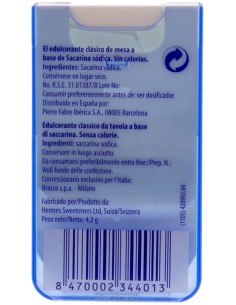 El edulcorante clásico de mesa a
base de Sacarina sódica. Sin calorías.
Ingredientes: Sacarina sódica.
Consérvese en lugar seco.
No. R.S.E. 31.01387/B Lote No:
Consumir preferentemente antes de: ver dosificador.
Distribuido en España por:
Pierre Fabre Ibérica S.A., 08005 Barcelona
Edulcorante classico da tavola a base
di saccarina. Senza calorie.
Ingredienti: saccarina sodica.
Conservare in luogo asciutto.
Da consumarsi preferibilmente entro fine:/Prep. N.:
Vedi fondo delle confezione.
Concessionario esclusivo per l'Italia:
Bracco s.p.a. - Milano
Fabricado por/Prodotto da:
Hermes Sweeteners Ltd, Suiza/Svizzera
Peso neto/netto: 4,2 g
8 470002 344013